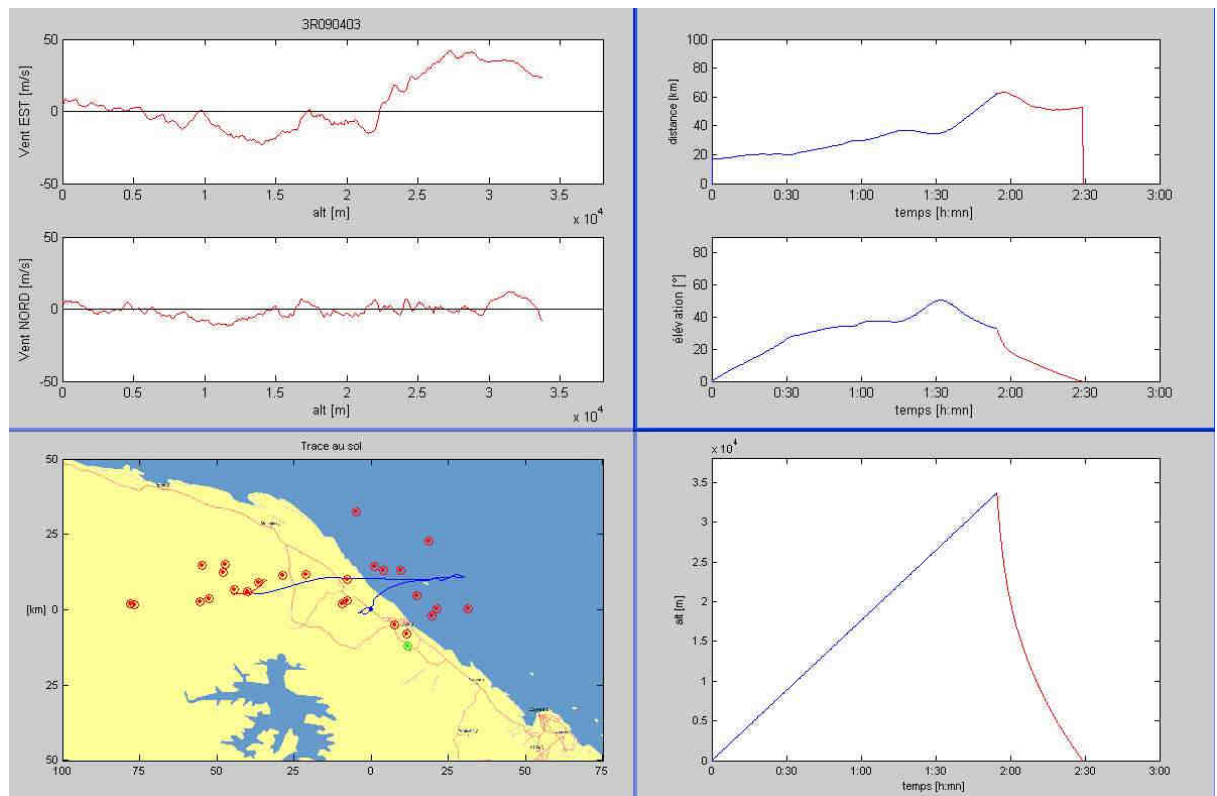 3R090403
Vent EST [m/s]
50
0
-50
0 0.5 1 1.5 2 2.5 3 3.5
alt [m]
x 10^4
Vent NORD [m/s]
50
0
-50
0 0.5 1 1.5 2 2.5 3 3.5
alt [m]
x 10^4
distance [km]
100
80
60
40
20
0
0 0:30 1:00 1:30 2:00 2:30 3:00
temps [h:mn]
élévation [°]
80
60
40
20
0
0 0:30 1:00 1:30 2:00 2:30 3:00
temps [h:mn]
Trace au sol
50
25
[km] 0
25
50
100 75 50 25 0 25 50 75
x 10^4
alt [m]
3.5
3
2.5
2
1.5
1
0.5
0
0 0:30 1:00 1:30 2:00 2:30 3:00
temps [h:mn]